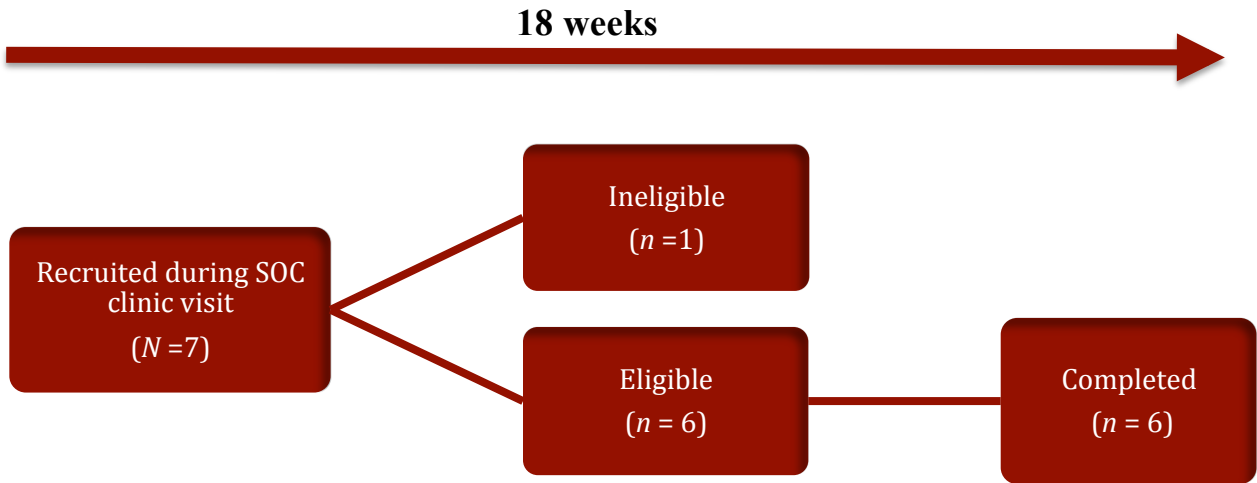 18 weeks
Recruited during SOC
clinic visit
(N =7)
Ineligible
(n =1)
Eligible
(n = 6)
Completed
(n = 6)